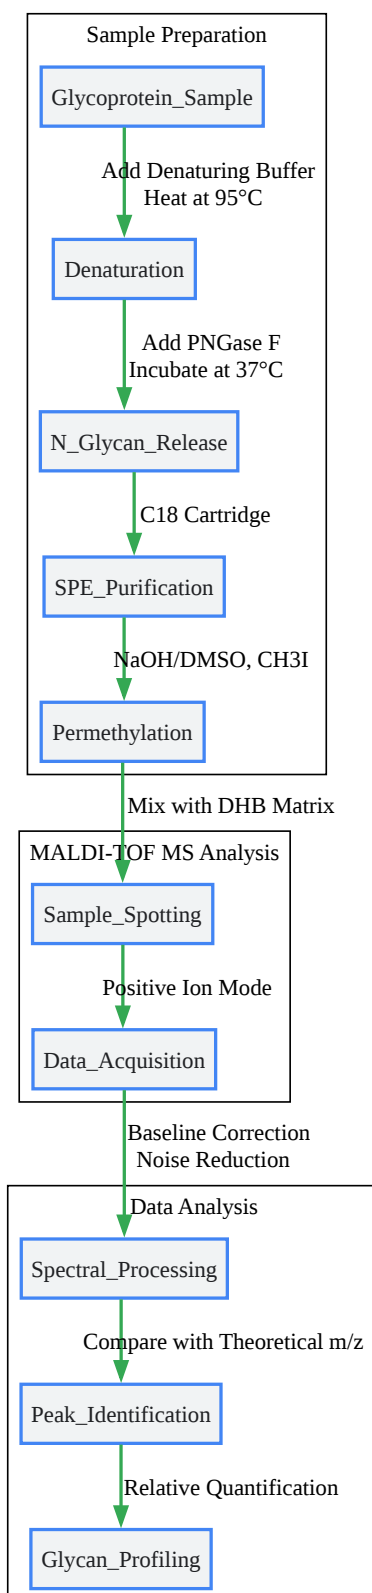 Sample Preparation
Glycoprotein_Sample
Add Denaturing Buffer
Heat at 95°C
Denaturation
Add PNGase F
Incubate at 37°C
N_Glycan_Release
C18 Cartridge
SPE_Purification
NaOH/DMSO, CH3I
Permethylation
Mix with DHB Matrix
MALDI-TOF MS Analysis
Sample_Spotting
Positive Ion Mode
Data_Acquisition
Baseline Correction
Noise Reduction
Data Analysis
Spectral_Processing
Compare with Theoretical m/z
Peak_Identification
Relative Quantification
Glycan_Profiling